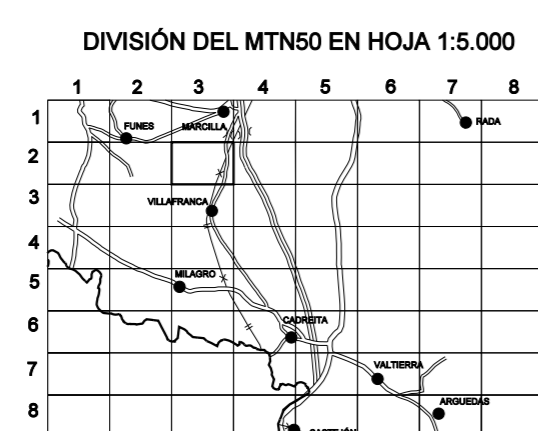 DIVISIÓN DEL MTN50 EN HOJA 1:5.000
1 2 3 4 5 6 7 8
1
FUNES
MARCILLA
RADA
2
3
VILLAFRANCA
4
5
MILAGRO
6
CADREITA
7
VALTIERRA
8
ARGUEDAS
CASTEJÓN